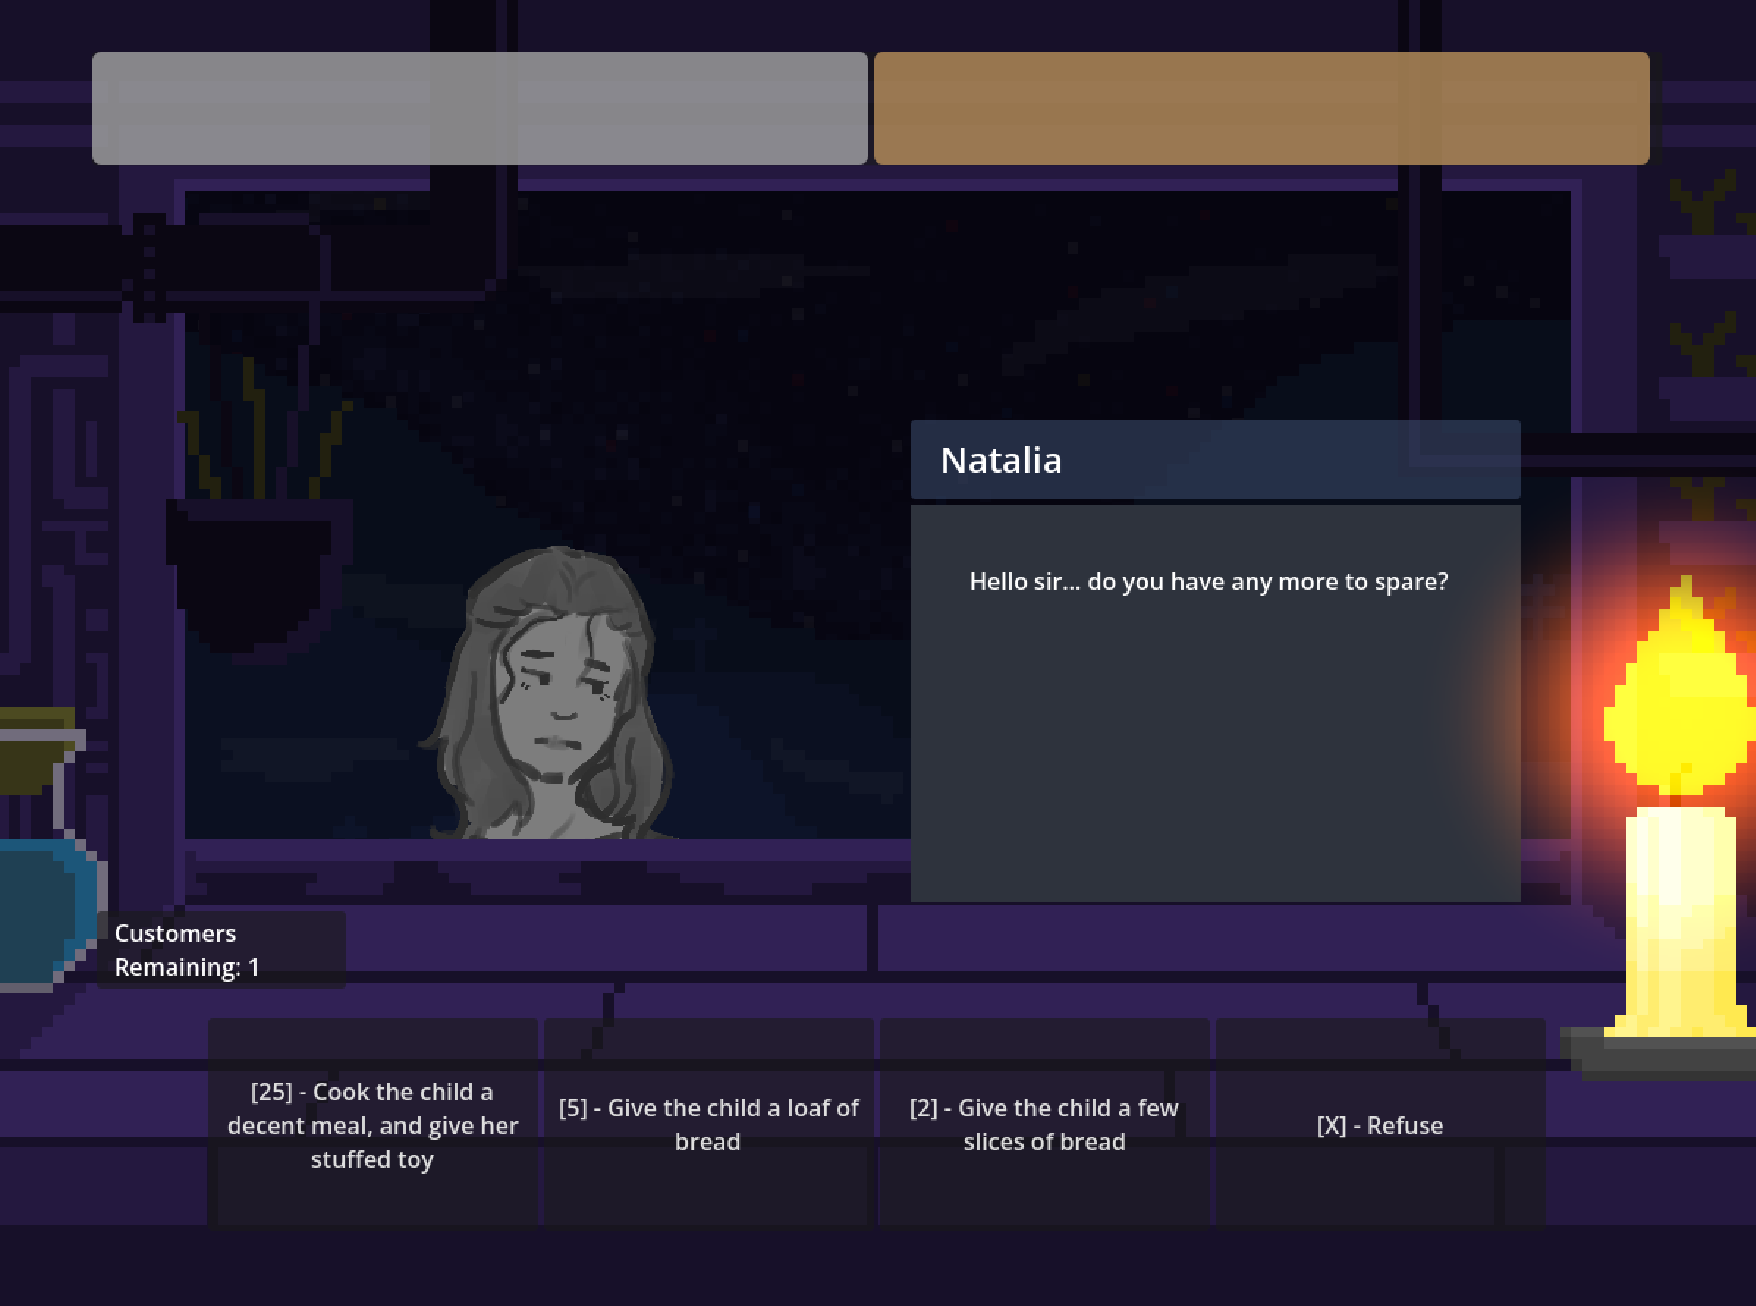 Natalia
Hello sir... do you have any more to spare?
Customers
Remaining: 1
[25] - Cook the child a
decent meal, and give her
stuffed toy
[5] - Give the child a loaf of
bread
[2] - Give the child a few
slices of bread
[X] - Refuse